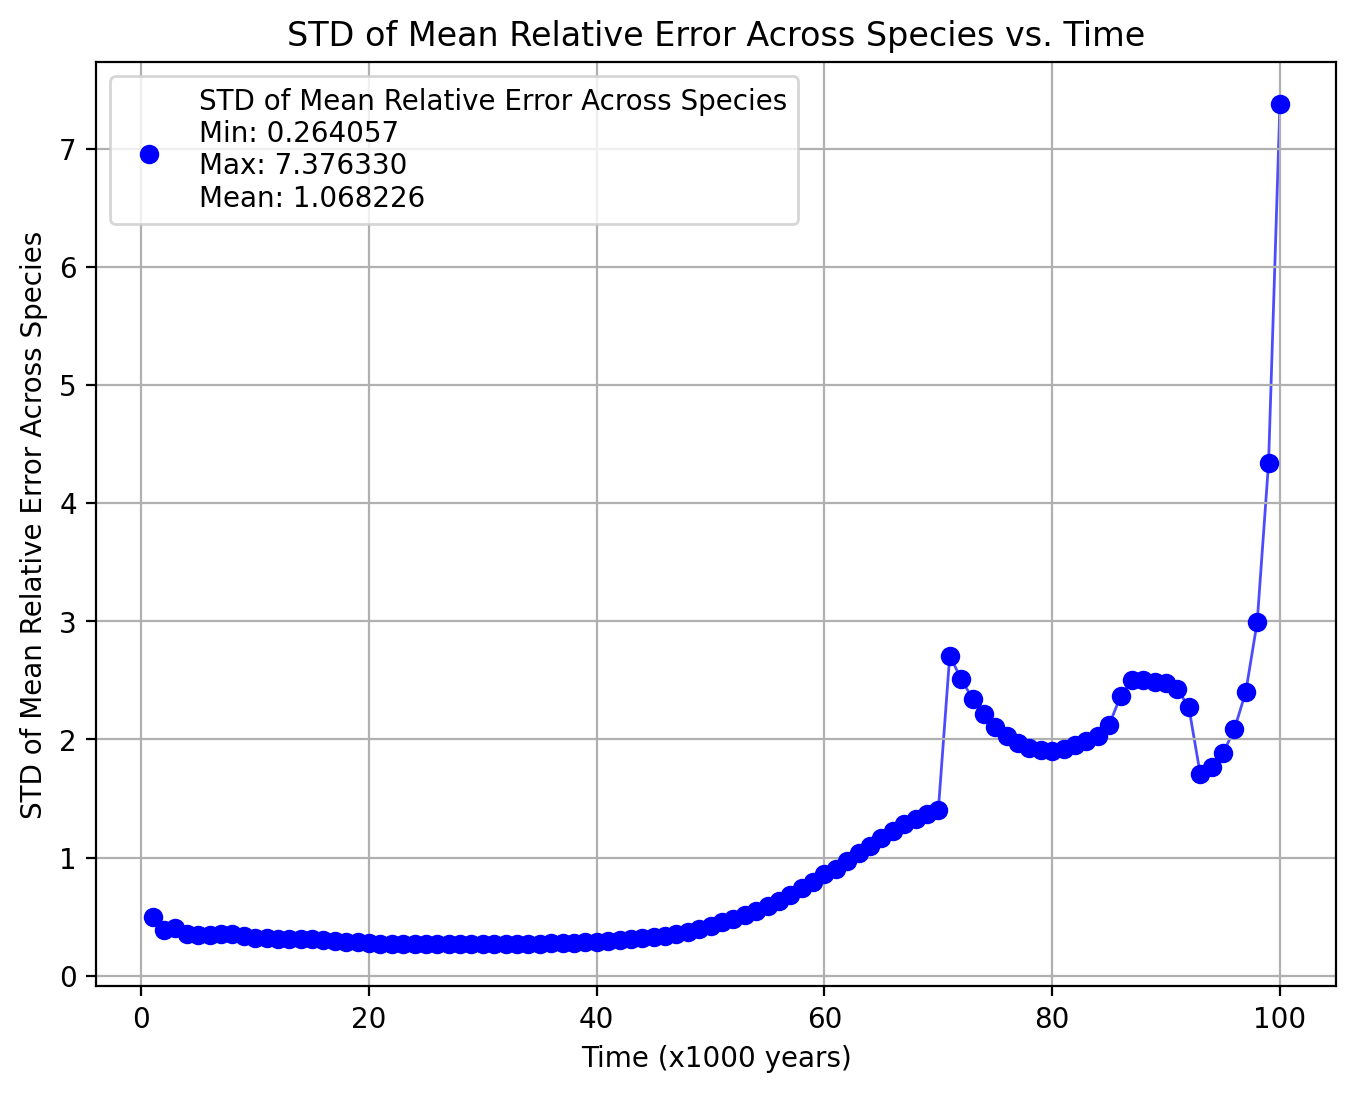 STD of Mean Relative Error Across Species vs. Time
STD of Mean Relative Error Across Species
Min: 0.264057
Max: 7.376330
Mean: 1.068226
STD of Mean Relative Error Across Species
7
6
5
4
3
2
1
0
0 20 40 60 80 100
Time (x1000 years)